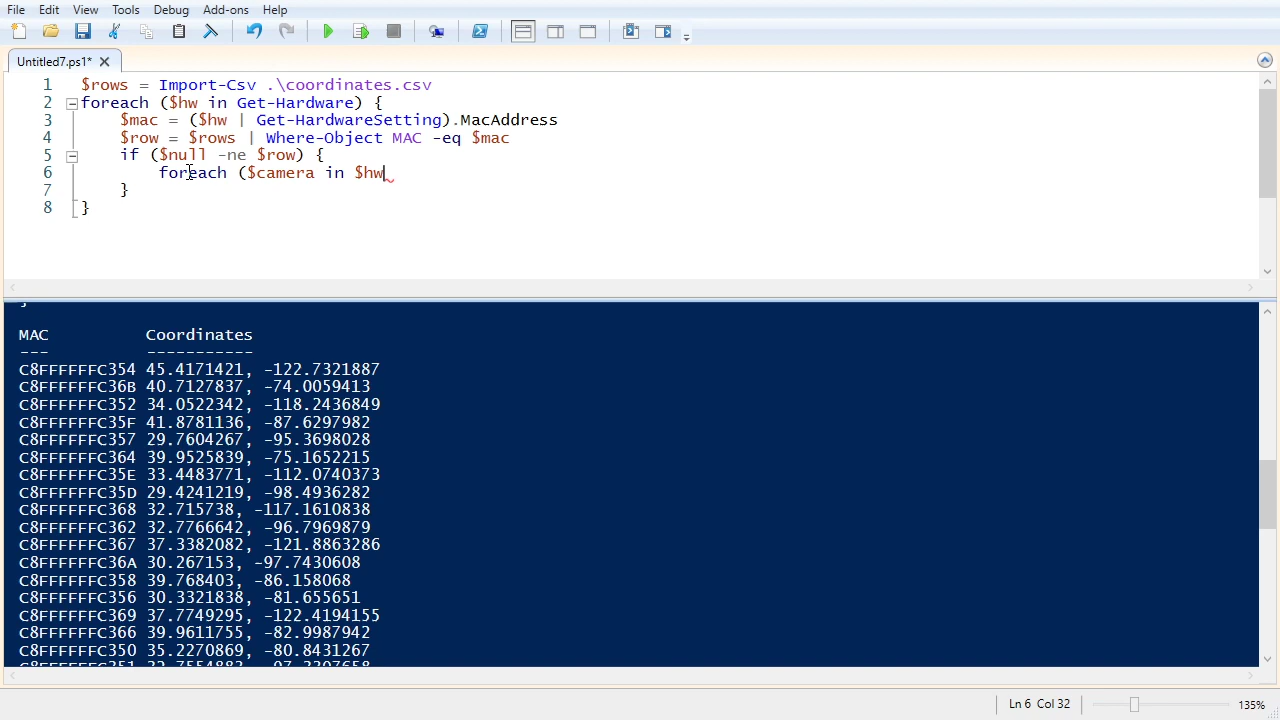 File Edit View Tools Debug Add-ons Help
Untitled7.ps1*
1 $rows = Import-Csv .\coordinates.csv
2 foreach ($hw in Get-Hardware) {
3 $mac = ($hw | Get-HardwareSetting).MacAddress
4 $row = $rows | Where-Object MAC -eq $mac
5 if ($null -ne $row) {
6 foreach ($camera in $hw
7 }
8 }
MAC Coordinates
--- -----------
C8FFFFFFC354 45.4171421, -122.7321887
C8FFFFFFC36B 40.7127837, -74.0059413
C8FFFFFFC352 34.0522342, -118.2436849
C8FFFFFFC35F 41.8781136, -87.6297982
C8FFFFFFC357 29.7604267, -95.3698028
C8FFFFFFC364 39.9525839, -75.1652215
C8FFFFFFC35E 33.4483771, -112.0740373
C8FFFFFFC35D 29.4241219, -98.4936282
C8FFFFFFC368 32.715738, -117.1610838
C8FFFFFFC362 32.7766642, -96.7969879
C8FFFFFFC367 37.3382082, -121.8863286
C8FFFFFFC36A 30.267153, -97.7430608
C8FFFFFFC358 39.768403, -86.158068
C8FFFFFFC356 30.3321838, -81.655651
C8FFFFFFC369 37.7749295, -122.4194155
C8FFFFFFC366 39.9611755, -82.9987942
C8FFFFFFC350 35.2270869, -80.8431267
Ln 6 Col 32 135%